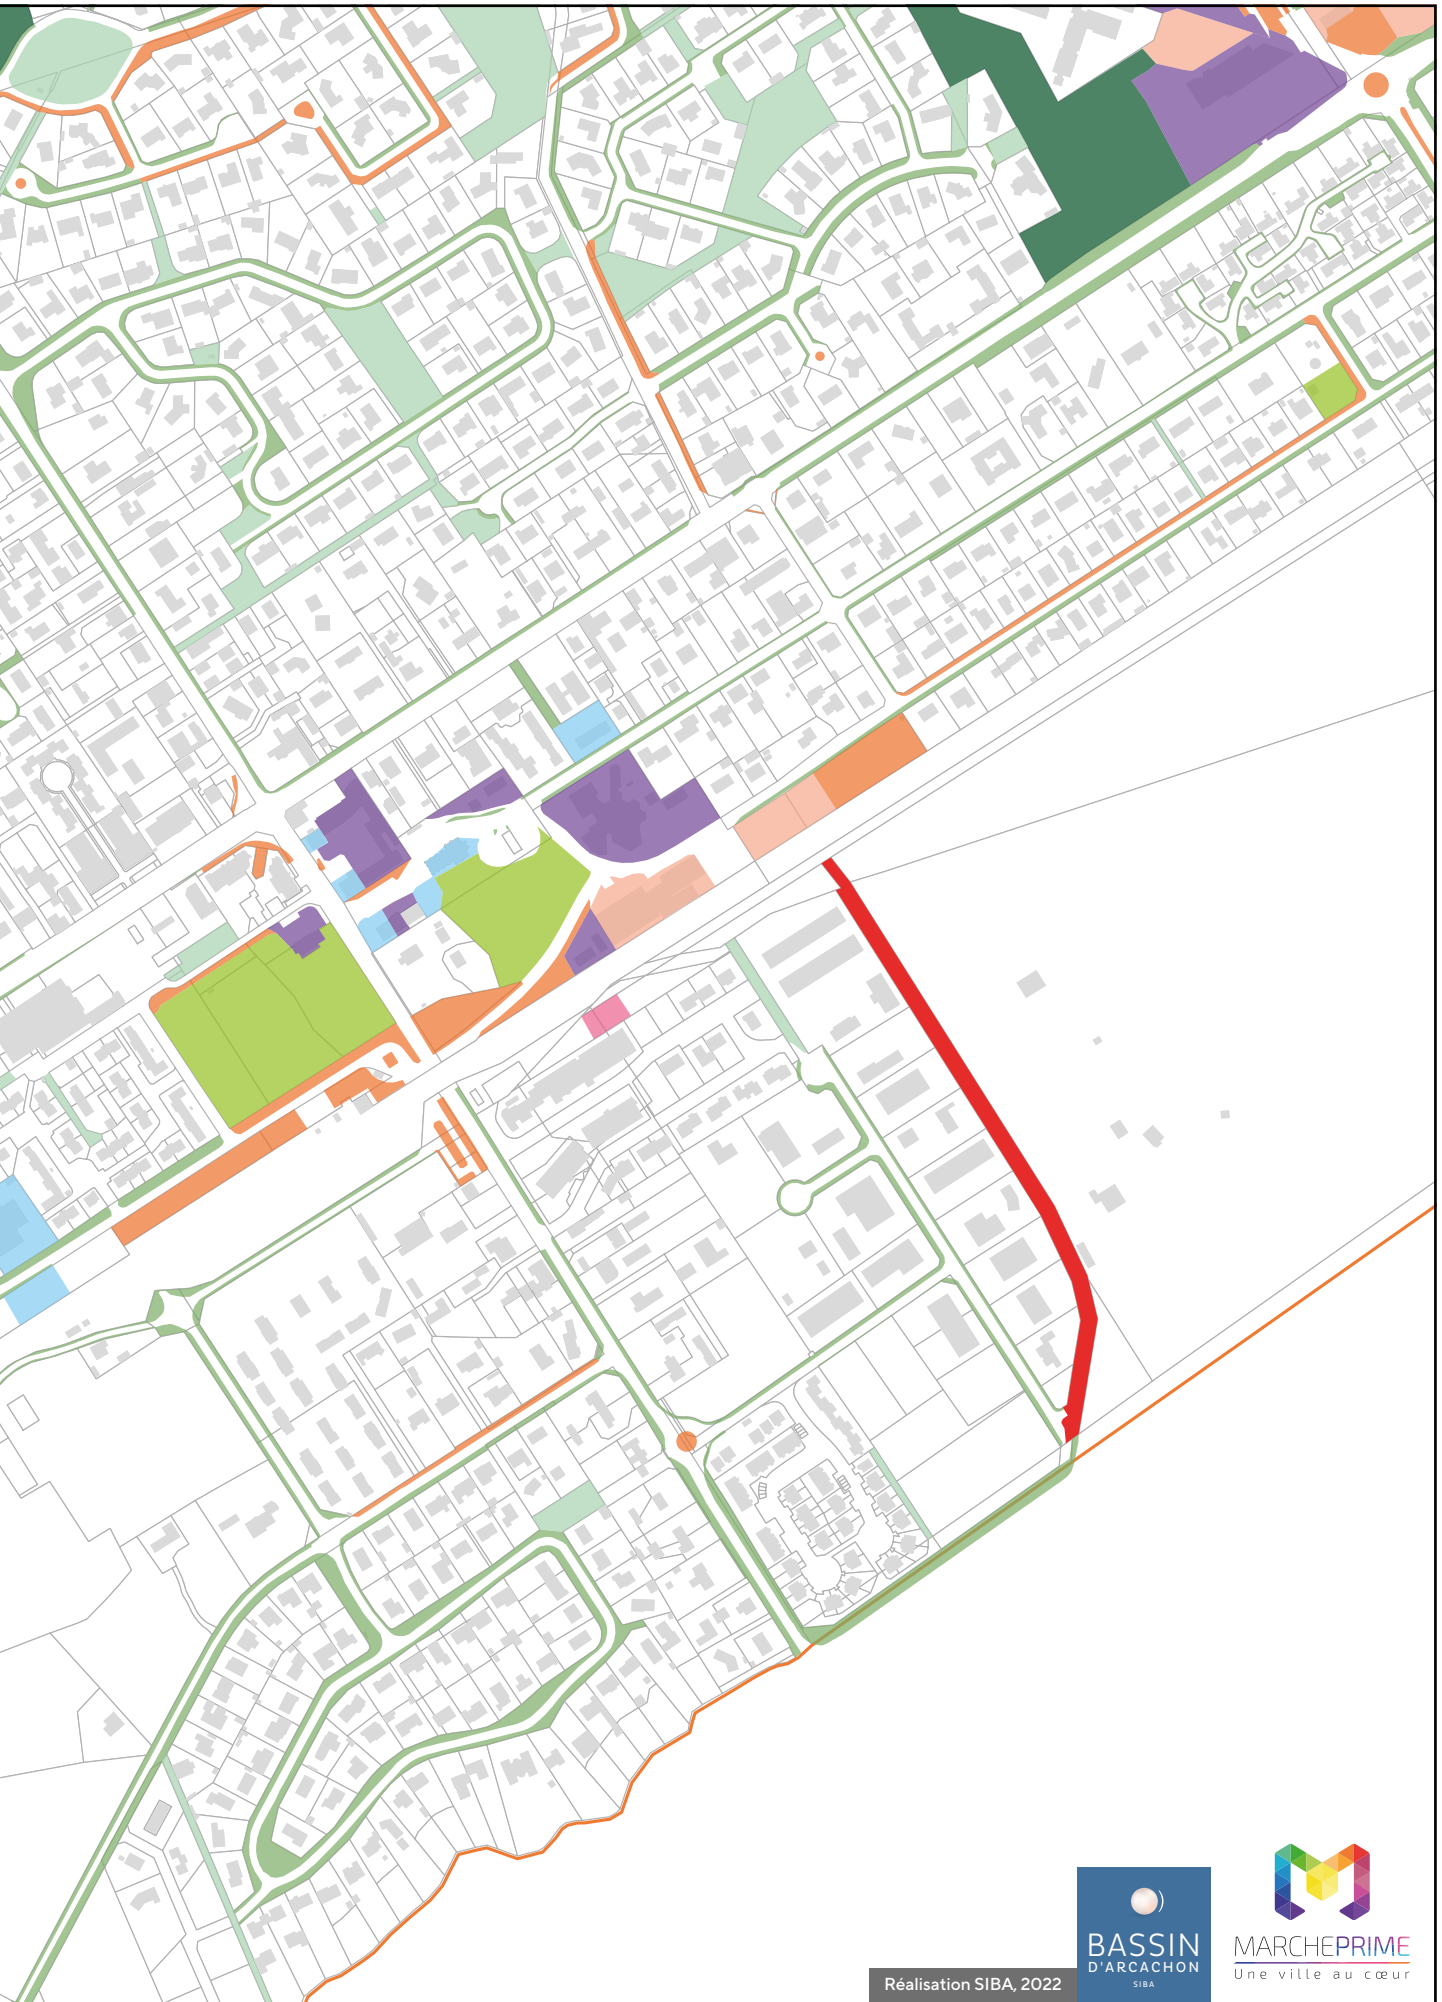 Réalisation SIBA, 2022
BASSIN
D'ARCACHON
SIBA
MARCHEPRIME
Une ville au cœur